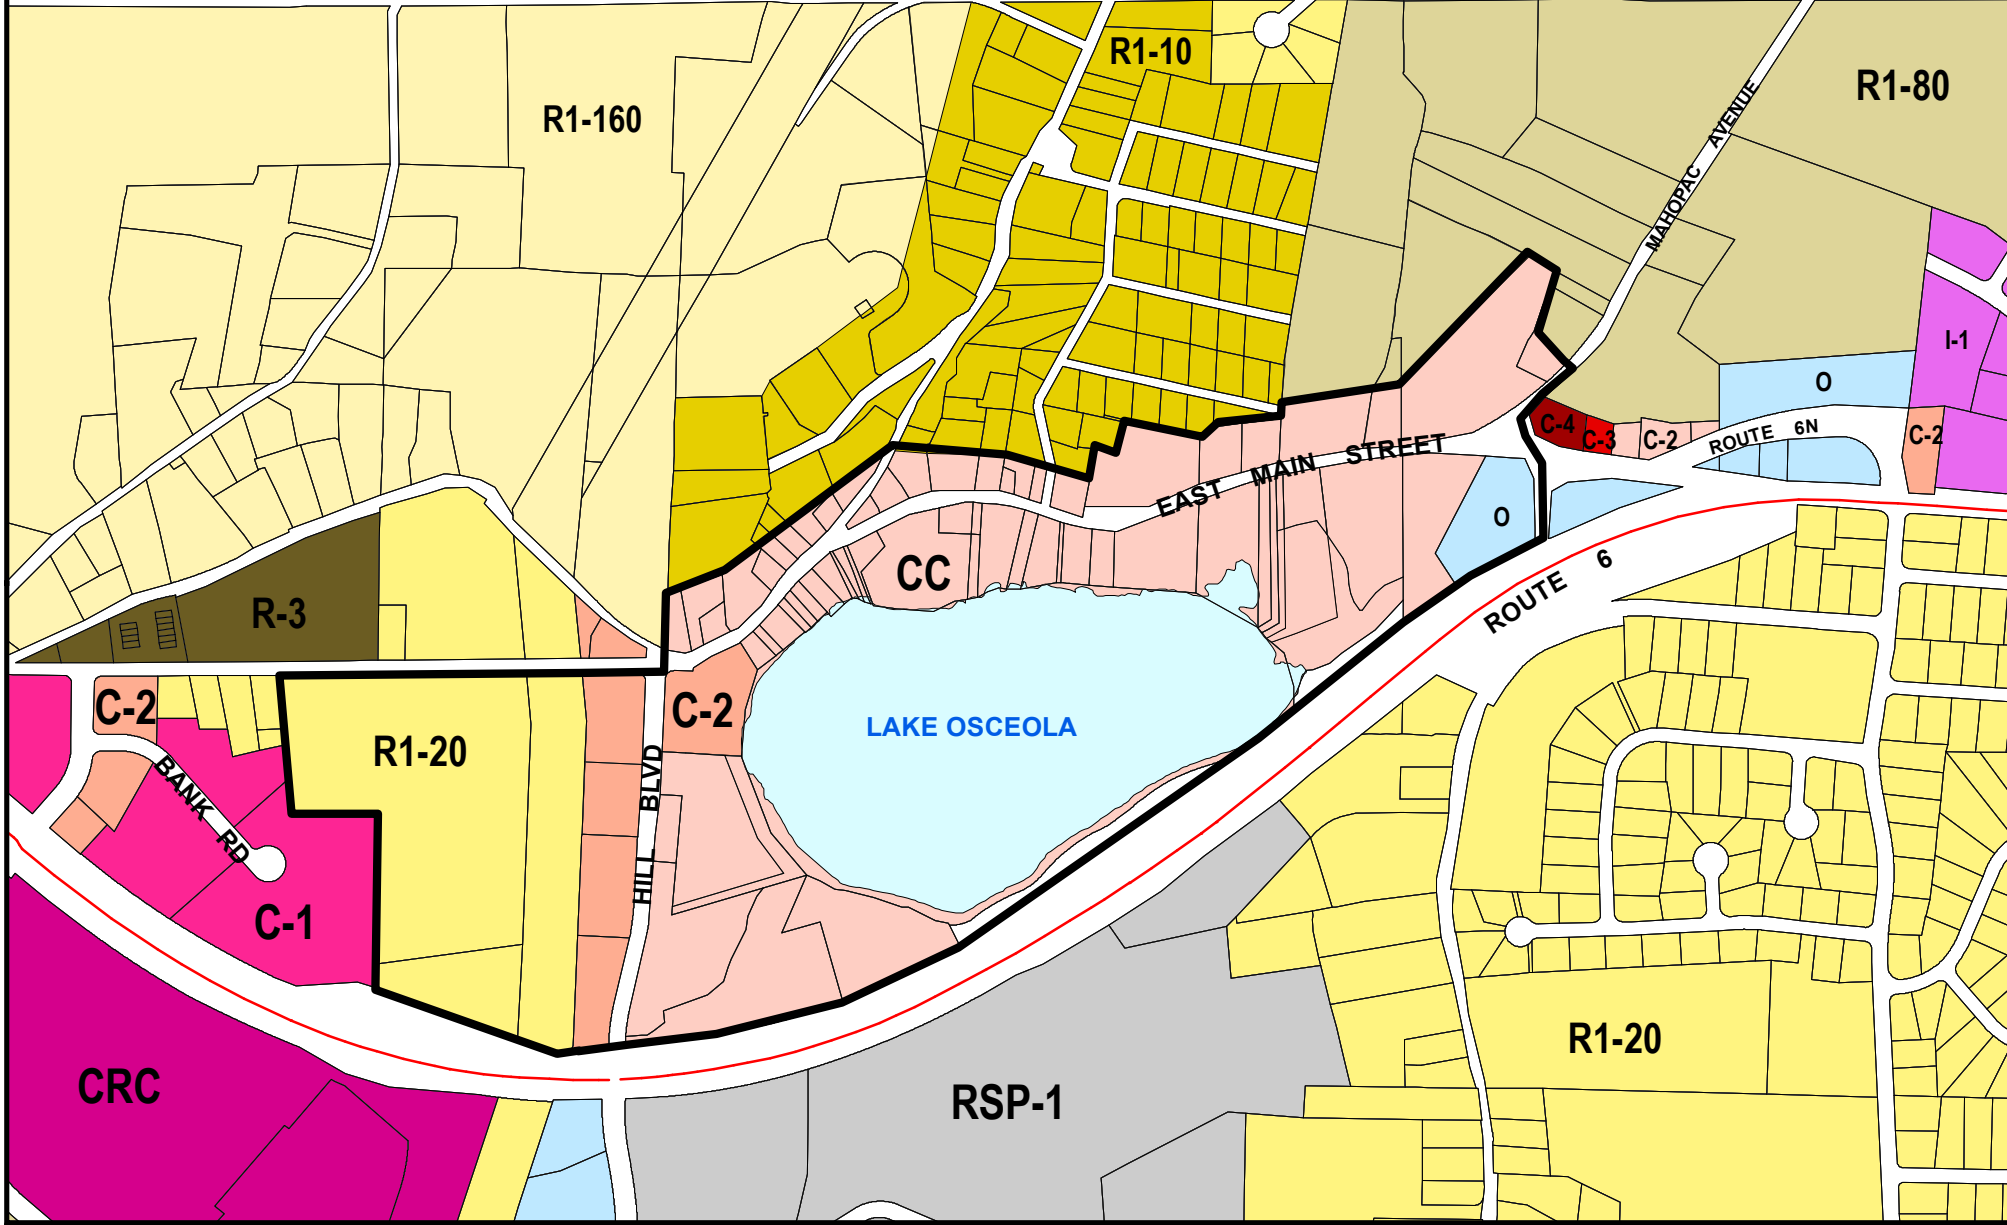 R1-10
R1-80
R1-160
MAHOPAC AVENUE
I-1
O
C-4
C-3
C-2
ROUTE 6N
C-2
EAST MAIN STREET
O
CC
ROUTE 6
R-3
C-2
C-2
LAKE OSCEOLA
R1-20
HILL BLVD
BANK RD
C-1
R1-20
CRC
RSP-1